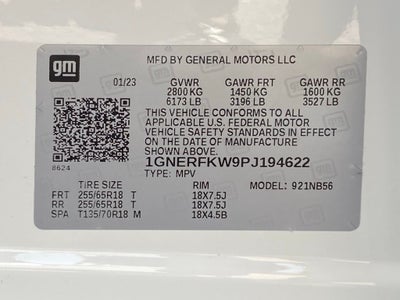 gm
MFD BY GENERAL MOTORS LLC
01/23 GVWR GAWR FRT GAWR RR
2800 KG 1450 KG 1600 KG
6173 LB 3196 LB 3527 LB
THIS VEHICLE CONFORMS TO ALL APPLICABLE
U.S. FEDERAL MOTOR
VEHICLE SAFETY STANDARDS IN EFFECT ON
THE DATE OF MANUFACTURE
SHOWN ABOVE.
1GNERFKW9PJ194622
8624
TYPE: MPV
TIRE SIZE RIM MODEL: 921NB56
FRT 255/65R18 T 18X7.5J
RR 255/65R18 T 18X7.5J
SPA T135/70R18 M 18X4.5B